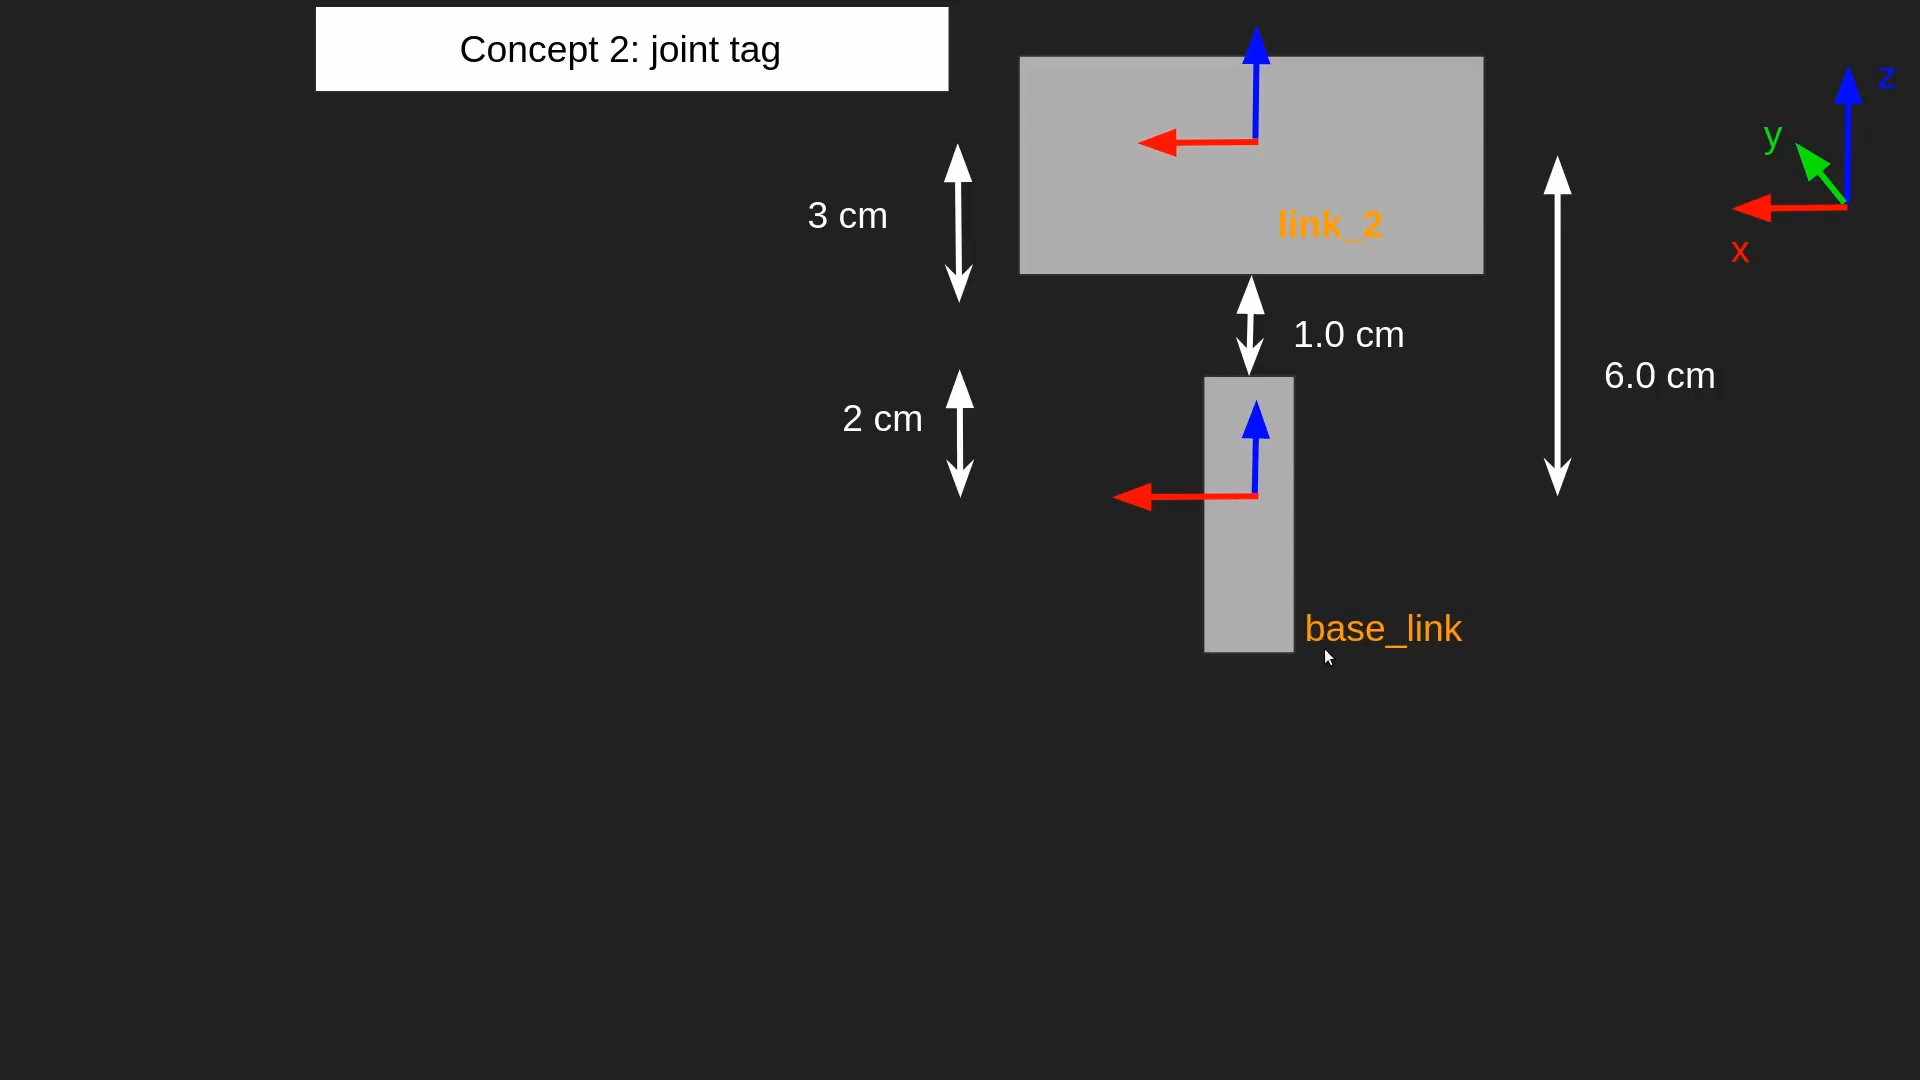 Concept 2: joint tag
z
y
x
3 cm
link_2
1.0 cm
6.0 cm
2 cm
base_link